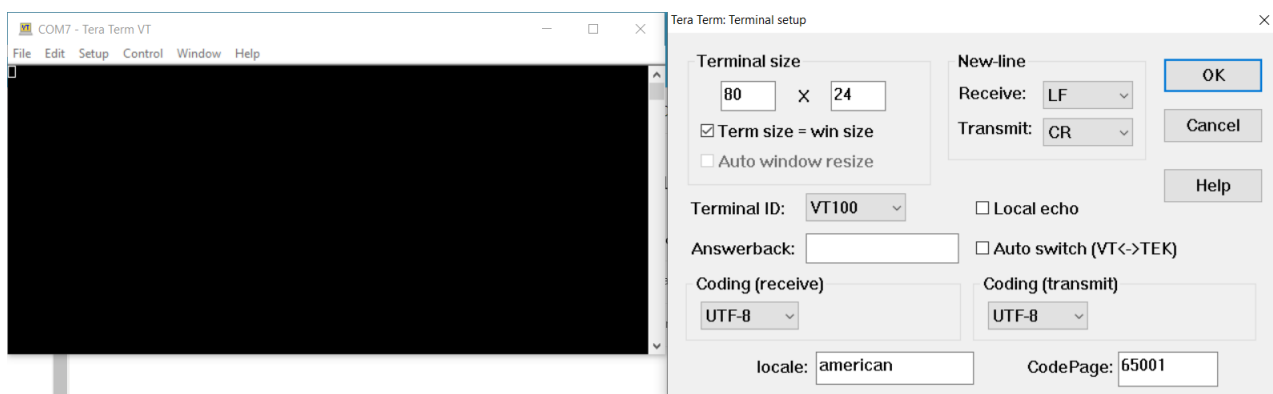 COM7 - Tera Term VT
File Edit Setup Control Window Help
Tera Term: Terminal setup
Terminal size
80 X 24
Term size = win size
Auto window resize
New-line
Receive: LF
Transmit: CR
OK
Cancel
Help
Terminal ID: VT100
Local echo
Answerback:
Auto switch (VT<->TEK)
Coding (receive)
UTF-8
Coding (transmit)
UTF-8
locale: american
CodePage: 65001